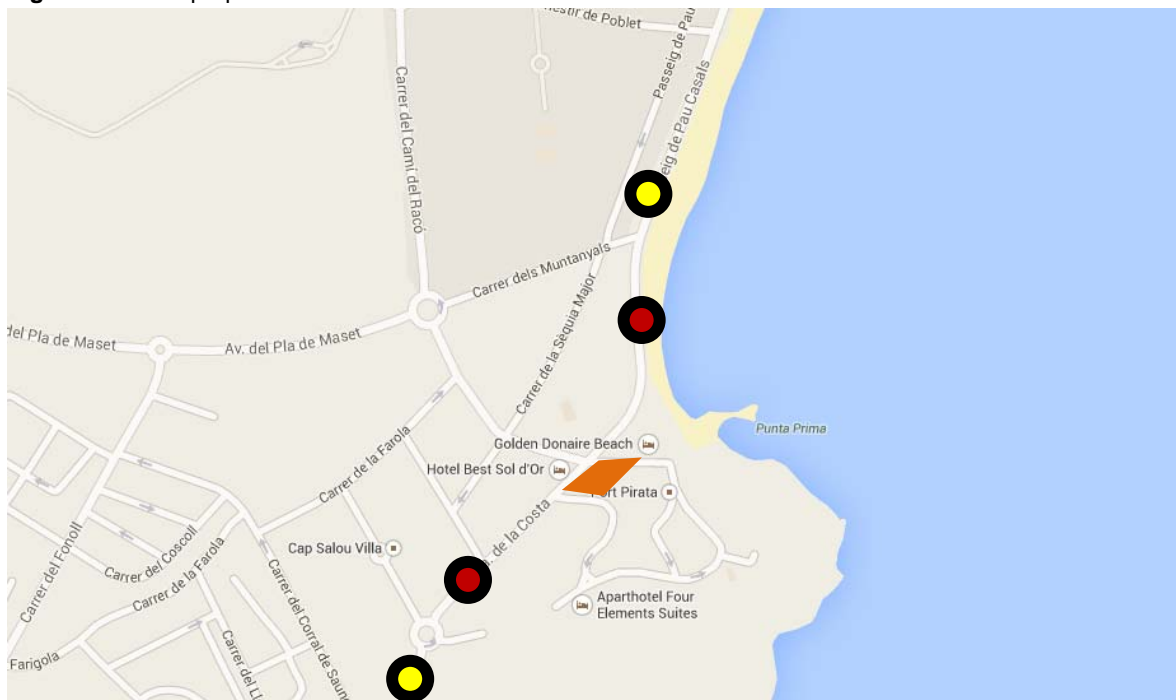 Poblet
Passeig de Pau
Carrer del Camí del Racó
Pau Casals
Carrer dels Muntanyals
Carrer de la Sèquia Major
del Pla de Maset
Av. del Pla de Maset
Punta Prima
Golden Donaire Beach
Carrer de la Farola
Hotel Best Sol d'Or
Pirata
de la Costa
Cap Salou Villa
Carrer del Fonoll
Carrer del Coscoll
Carrer de la Farola
Aparthotel Four
Elements Suites
Carrer del Corral de
Farigola
Carrer del